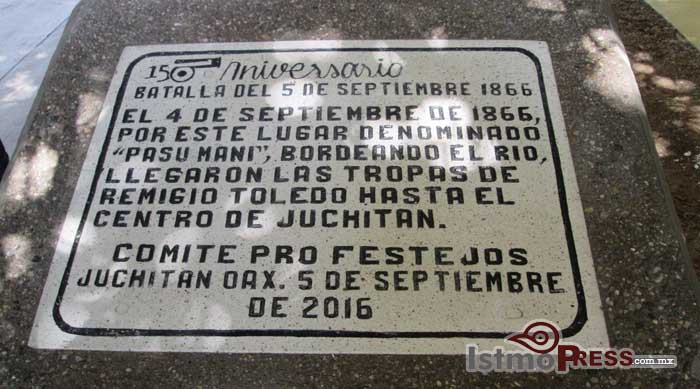 150 Aniversario
BATALLA DEL 5 DE SEPTIEMBRE 1866
EL 4 DE SEPTIEMBRE DE 1866,
POR ESTE LUGAR DENOMINADO
"PASU MANI", BORDEANDO EL RIO,
LLEGARON LAS TROPAS DE
REMIGIO TOLEDO HASTA EL
CENTRO DE JUCHITAN.
COMITE PRO FESTEJOS
JUCHITAN OAX. 5 DE SEPTIEMBRE
DE 2016
IstmoPRESS.com.mx